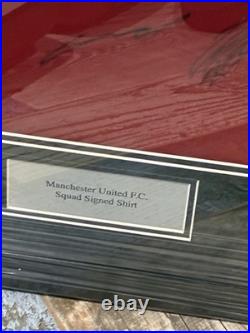 Manchester United F.C.
Squad Signed Shirt